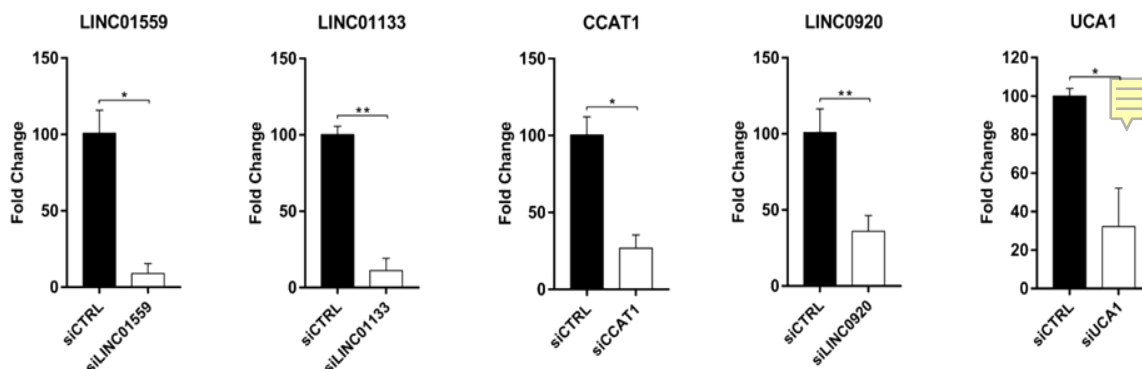 LINC01559
LINC01133
CCAT1
LINC0920
UCA1
Fold Change
150
100
50
0
*
siCTRL
siLINC01559
Fold Change
150
100
50
0
**
siCTRL
siLINC01133
Fold Change
150
100
50
0
*
siCTRL
siCCAT1
Fold Change
150
100
50
0
**
siCTRL
siLINC0920
Fold Change
120
100
80
60
40
20
0
*
siCTRL
siUCA1